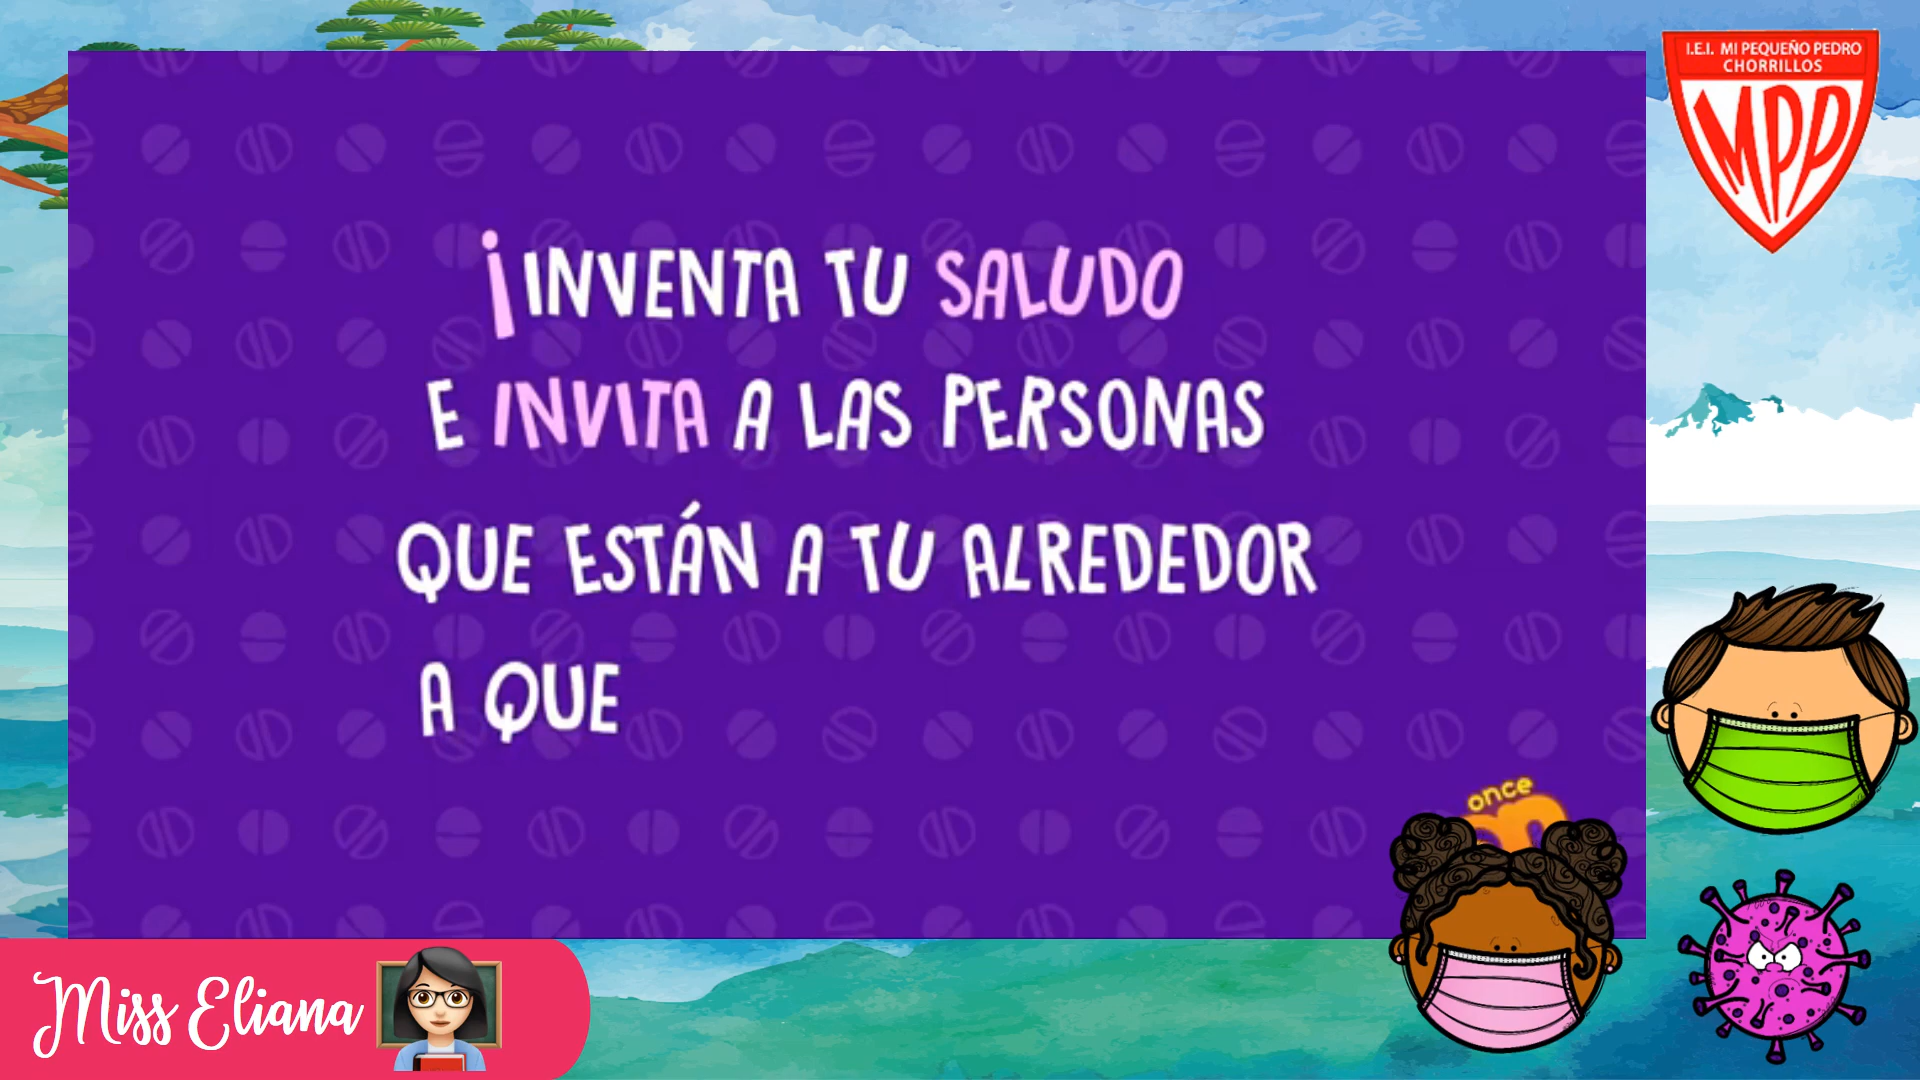 I.E.I. MI PEQUEÑO PEDRO
CHORRILLOS
MPP
¡INVENTA TU SALUDO
E INVITA A LAS PERSONAS
QUE ESTÁN A TU ALREDEDOR
A QUE
once
Miss Eliana